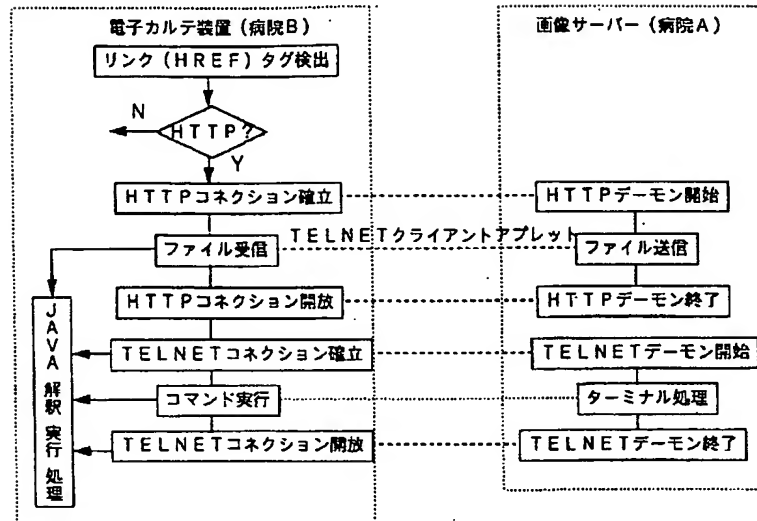 電子カルテ装置（病院B）
画像サーバー（病院A）
リンク（HREF）タグ検出
N
HTTP？
Y
HTTPコネクション確立
HTTPデーモン開始
TELNETクライアントアプレット
ファイル受信
ファイル送信
HTTPコネクション開放
HTTPデーモン終了
JAVA 解釈 実行 処理
TELNETコネクション確立
TELNETデーモン開始
コマンド実行
ターミナル処理
TELNETコネクション開放
TELNETデーモン終了